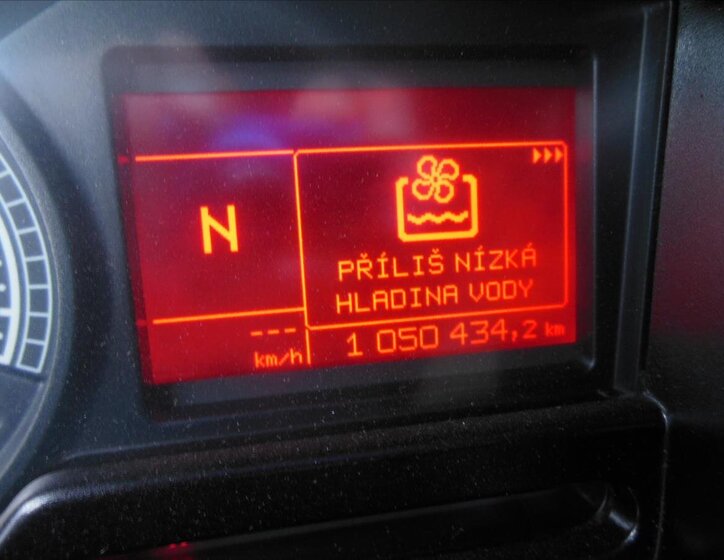 N
PŘÍLIŠ NÍZKÁ
HLADINA VODY
---
km/h
1 050 434,2 km